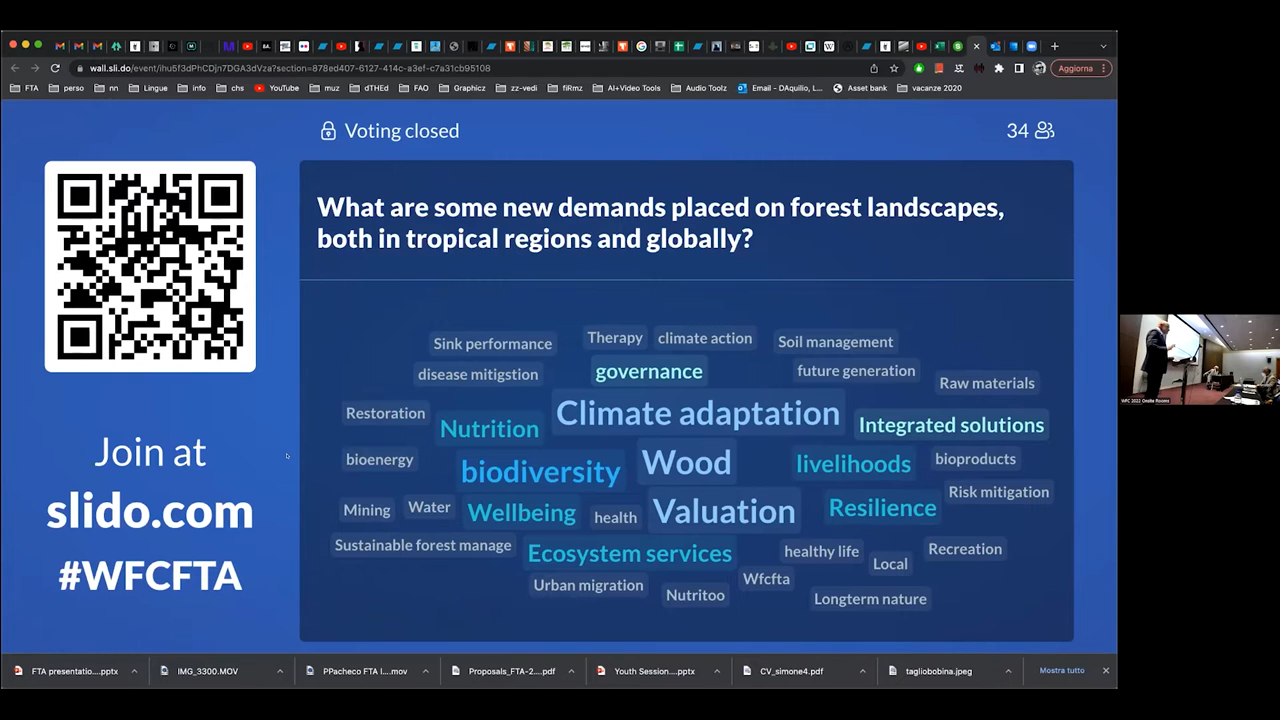 wall.sli.do/event/ihu5f3dPhCDjn7DGA3dVza?section=878ed407-6127-414c-a3ef-c7a31cb95108
Aggiorna
FTA perso nn Lingue info chs YouTube muz dTHEd FAO Graphicz zz-vedi fiRmz AI+Video Tools Audio Toolz Email - DAquilio, L... Asset bank vacanze 2020
Voting closed
34
What are some new demands placed on forest landscapes,
both in tropical regions and globally?
Sink performance
Therapy
climate action
Soil management
disease mitigstion
governance
future generation
Raw materials
Restoration
Nutrition
Climate adaptation
Integrated solutions
bioenergy
biodiversity
Wood
livelihoods
bioproducts
Mining
Water
Wellbeing
health
Valuation
Resilience
Risk mitigation
Sustainable forest manage
Ecosystem services
healthy life
Local
Recreation
Urban migration
Nutritoo
Wfcfta
Longterm nature
Join at
slido.com
#WFCFTA
WFC 2022 Onsite Rooms
FTA presentatio....pptx
IMG_3300.MOV
PPacheco FTA I....mov
Proposals_FTA-2....pdf
Youth Session....pptx
CV_simone4.pdf
tagliobobina.jpeg
Mostra tutto